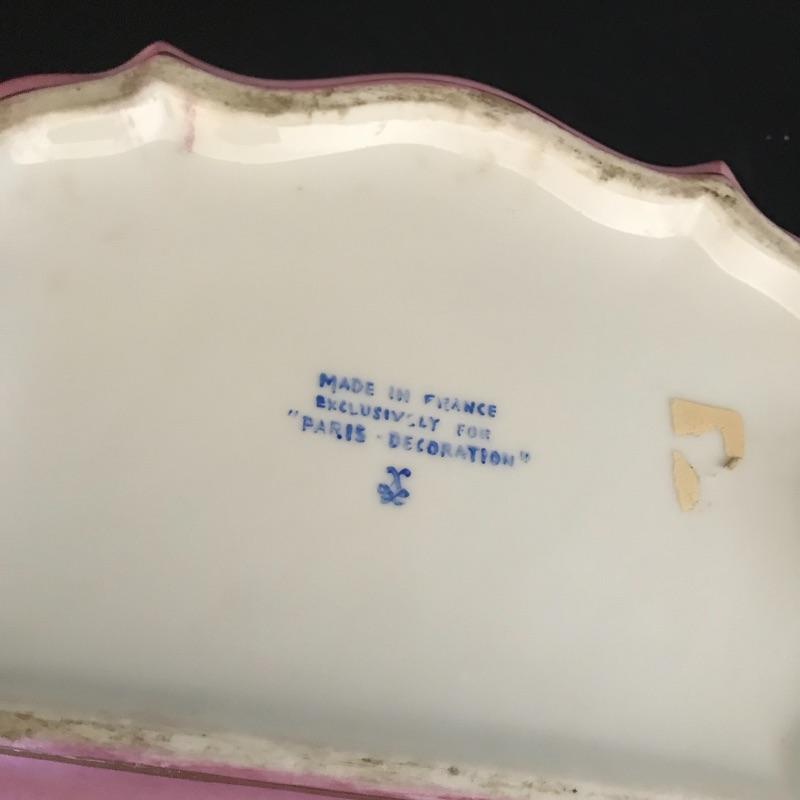 MADE IN FRANCE
EXCLUSIVELY FOR
"PARIS-DECORATION"